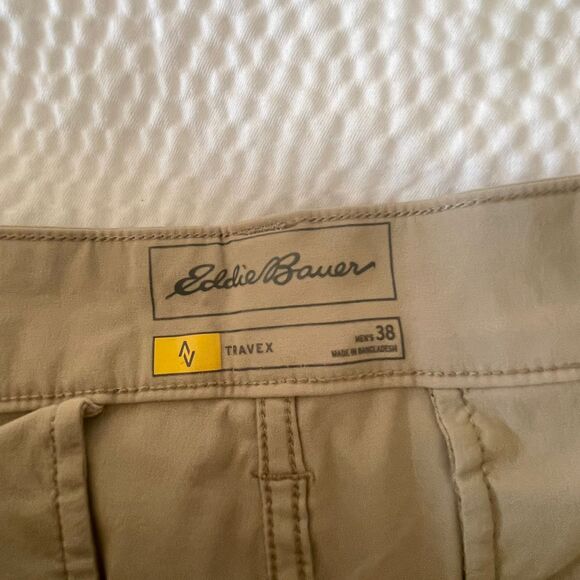 Eddie Bauer
TRAVEX
MEN'S 38
MADE IN BANGLADESH